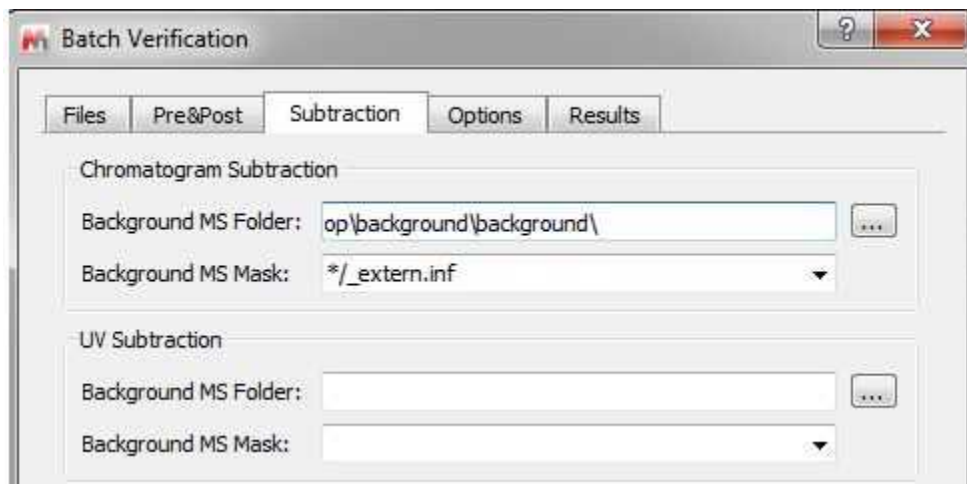 Batch Verification
Files Pre&Post Subtraction Options Results
Chromatogram Subtraction
Background MS Folder: op\background\background\ ...
Background MS Mask: */_extern.inf
UV Subtraction
Background MS Folder: ...
Background MS Mask: